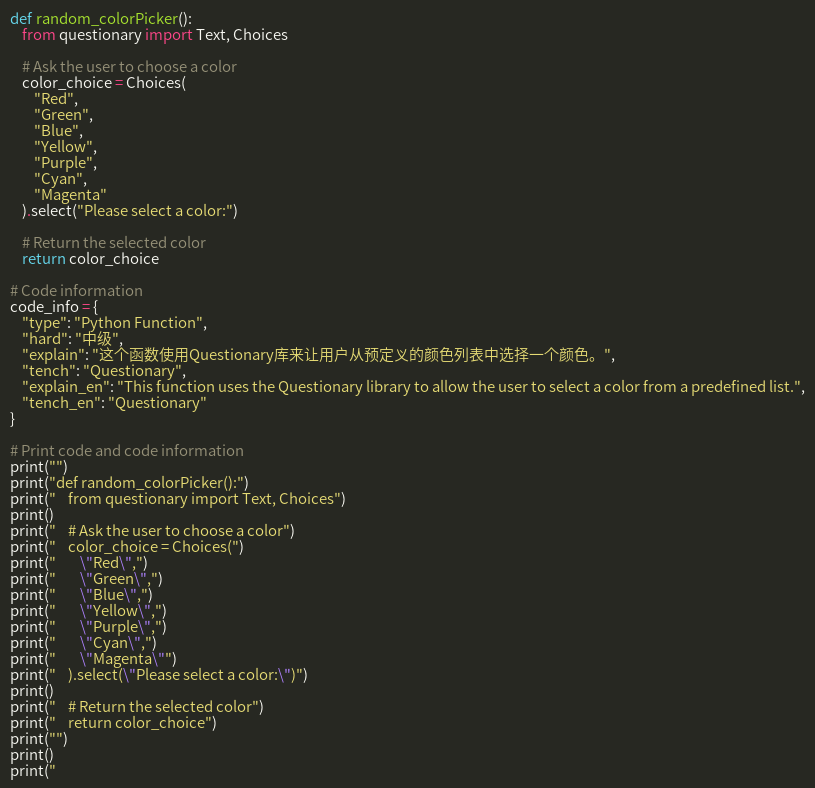 def random_colorPicker():
    from questionary import Text, Choices

    # Ask the user to choose a color
    color_choice = Choices(
        "Red",
        "Green",
        "Blue",
        "Yellow",
        "Purple",
        "Cyan",
        "Magenta"
    ).select("Please select a color:")

    # Return the selected color
    return color_choice

# Code information
code_info = {
    "type": "Python Function",
    "hard": "中级",
    "explain": "这个函数使用Questionary库来让用户从预定义的颜色列表中选择一个颜色。",
    "tench": "Questionary",
    "explain_en": "This function uses the Questionary library to allow the user to select a color from a predefined list.",
    "tench_en": "Questionary"
}

# Print code and code information
print("")
print("def random_colorPicker():")
print("    from questionary import Text, Choices")
print()
print("    # Ask the user to choose a color")
print("    color_choice = Choices(")
print("        \"Red\",")
print("        \"Green\",")
print("        \"Blue\",")
print("        \"Yellow\",")
print("        \"Purple\",")
print("        \"Cyan\",")
print("        \"Magenta\"")
print("    ).select(\"Please select a color:\")")
print()
print("    # Return the selected color")
print("    return color_choice")
print("")
print()
print("